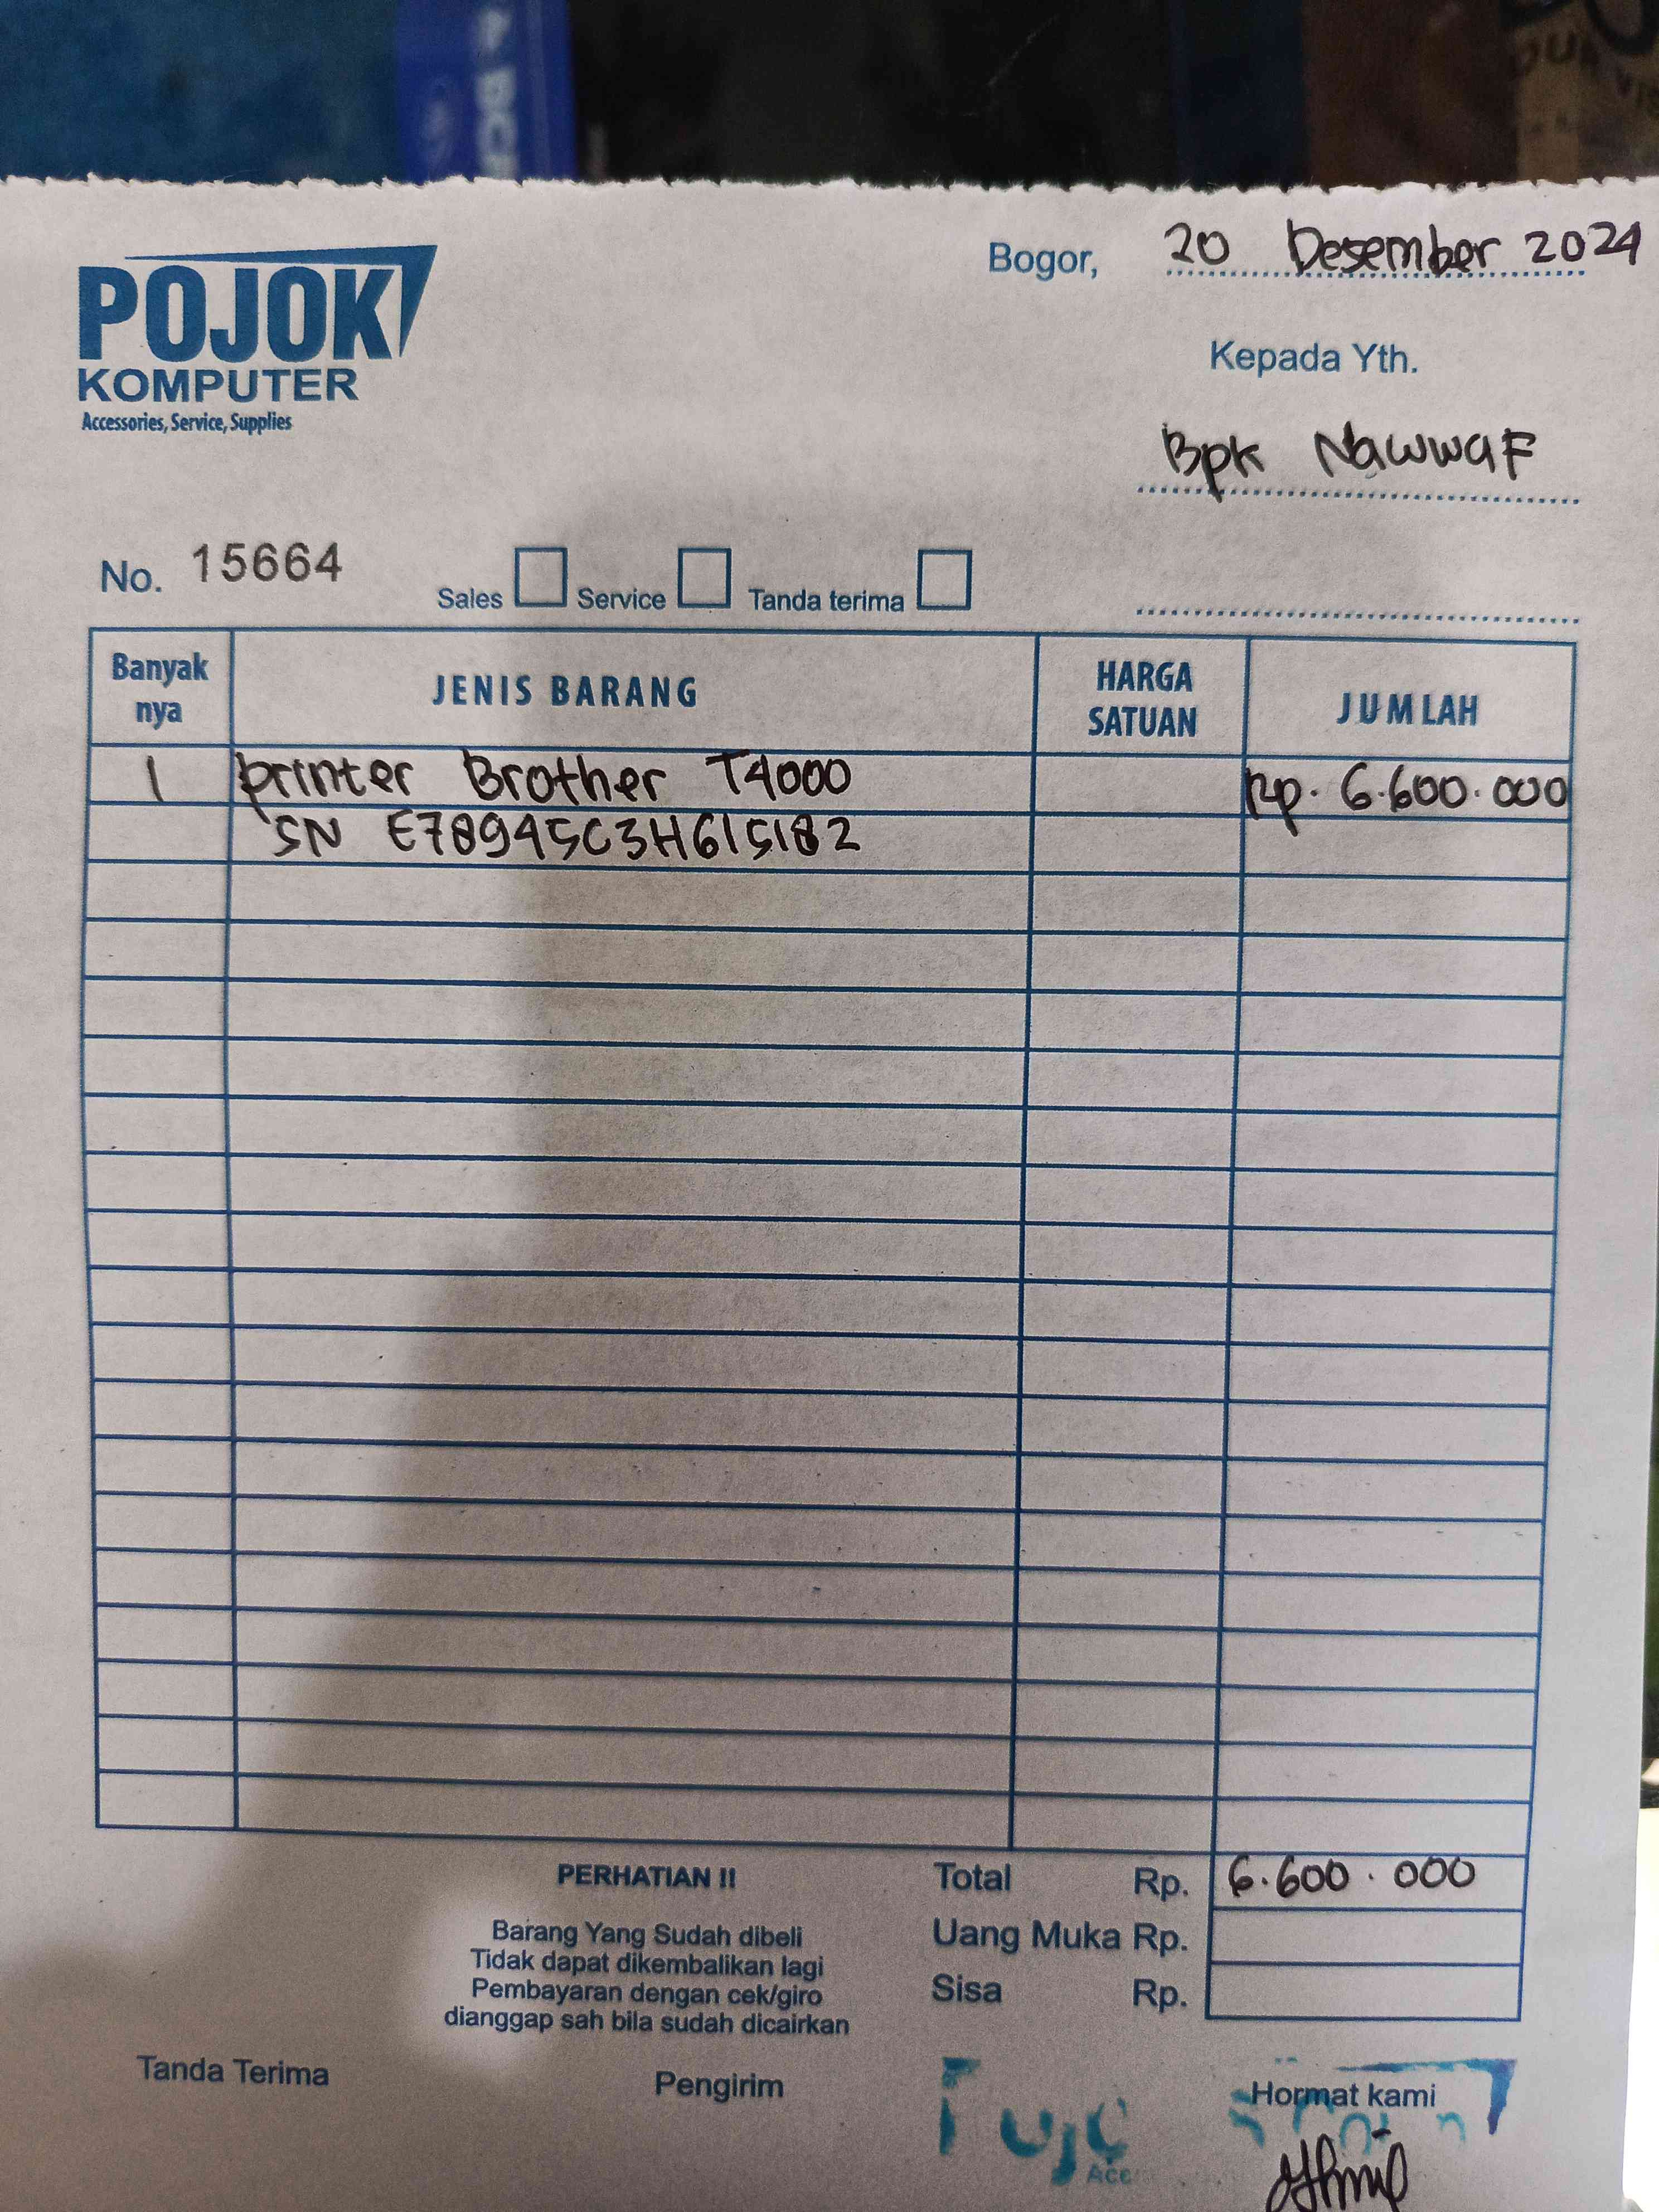 Bogor, 20 Desember 2024
POJOK
KOMPUTER
Accessories, Service, Supplies
Kepada Yth.
Bpk Nawwaf
No. 15664
Sales Service Tanda terima
Banyak nya JENIS BARANG HARGA SATUAN JUMLAH
1 printer Brother T4000 Rp. 6.600.000
SN E78945C3H615182
PERHATIAN !!
Barang Yang Sudah dibeli
Tidak dapat dikembalikan lagi
Pembayaran dengan cek/giro
dianggap sah bila sudah dicairkan
Total Rp. 6.600.000
Uang Muka Rp.
Sisa Rp.
Tanda Terima
Pengirim
Hormat kami